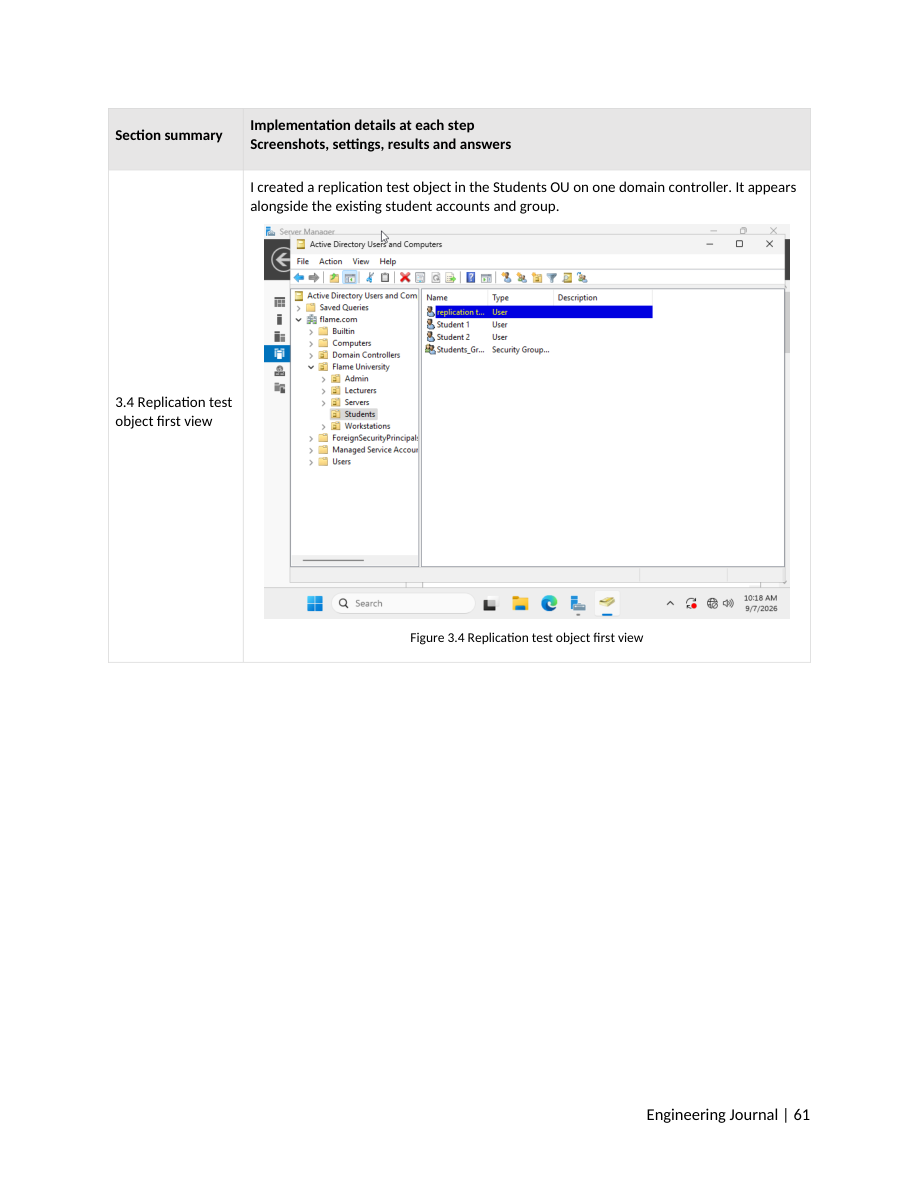 Section summary
Implementation details at each step
Screenshots, settings, results and answers
3.4 Replication test
object first view
I created a replication test object in the Students OU on one domain controller. It appears
alongside the existing student accounts and group.
Server Manager
Active Directory Users and Computers
File Action View Help
Active Directory Users and Com
Saved Queries
flame.com
Builtin
Computers
Domain Controllers
Flame University
Admin
Lecturers
Servers
Students
Workstations
ForeignSecurityPrincipals
Managed Service Accour
Users
Name Type Description
replication t... User
Student 1 User
Student 2 User
Students_Gr... Security Group...
Search
10:18 AM
9/7/2026
Figure 3.4 Replication test object first view
Engineering Journal | 61